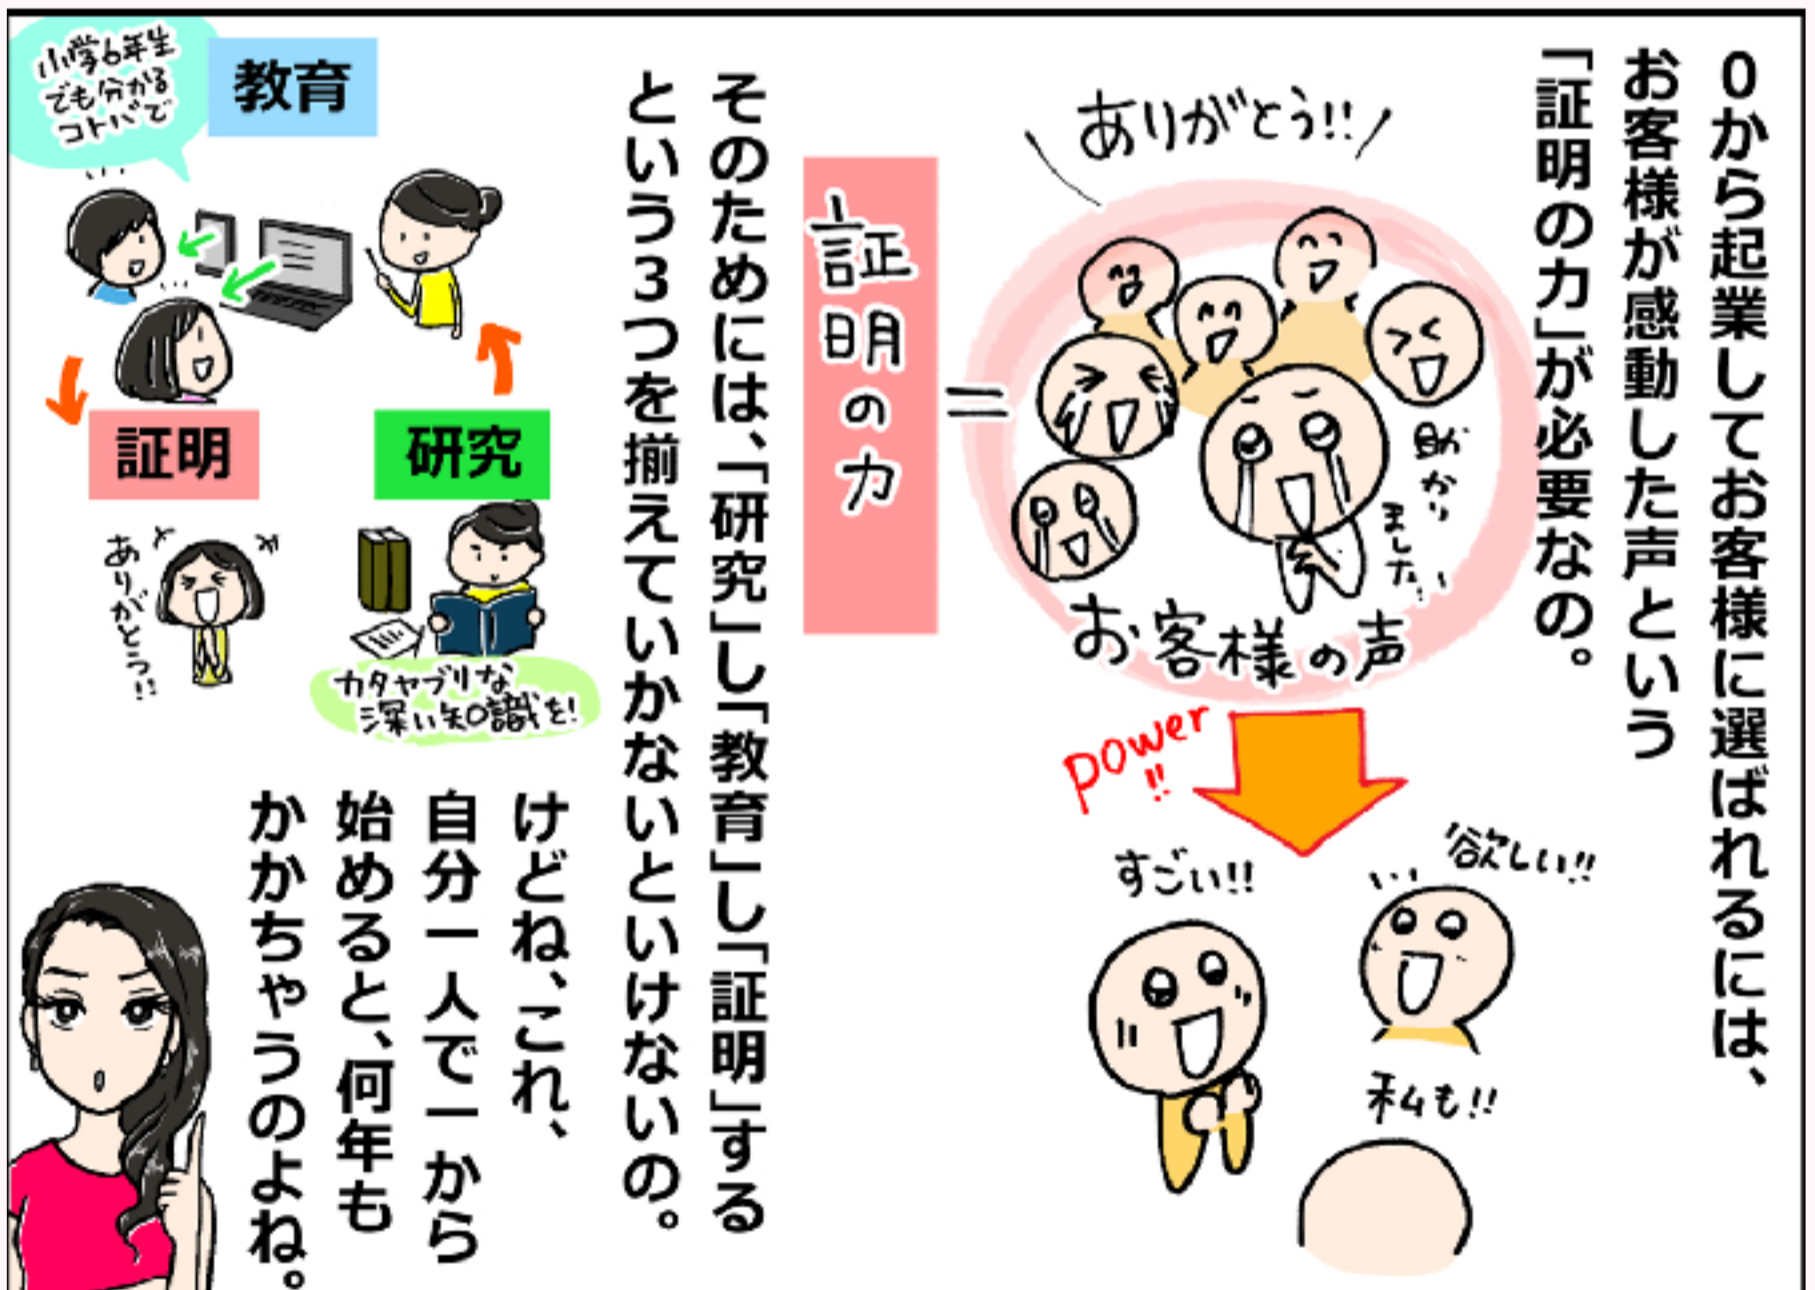 0から起業してお客様に選ばれるには、
お客様が感動した声という
「証明の力」が必要なの。
ありがとう!!
助かり
ました!!
お客様の声
＝
証明の力
power
!!
すごい!!
欲しい!!
私も!!
そのためには、「研究」し「教育」し「証明」する
という3つを揃えていかないといけないの。
教育
小学6年生
でも分かる
コトバで
研究
カタヤブリな
深い知識を!
証明
ありがとう!!
けどね、これ、
自分一人で一から
始めると、何年も
かかちゃうのよね。